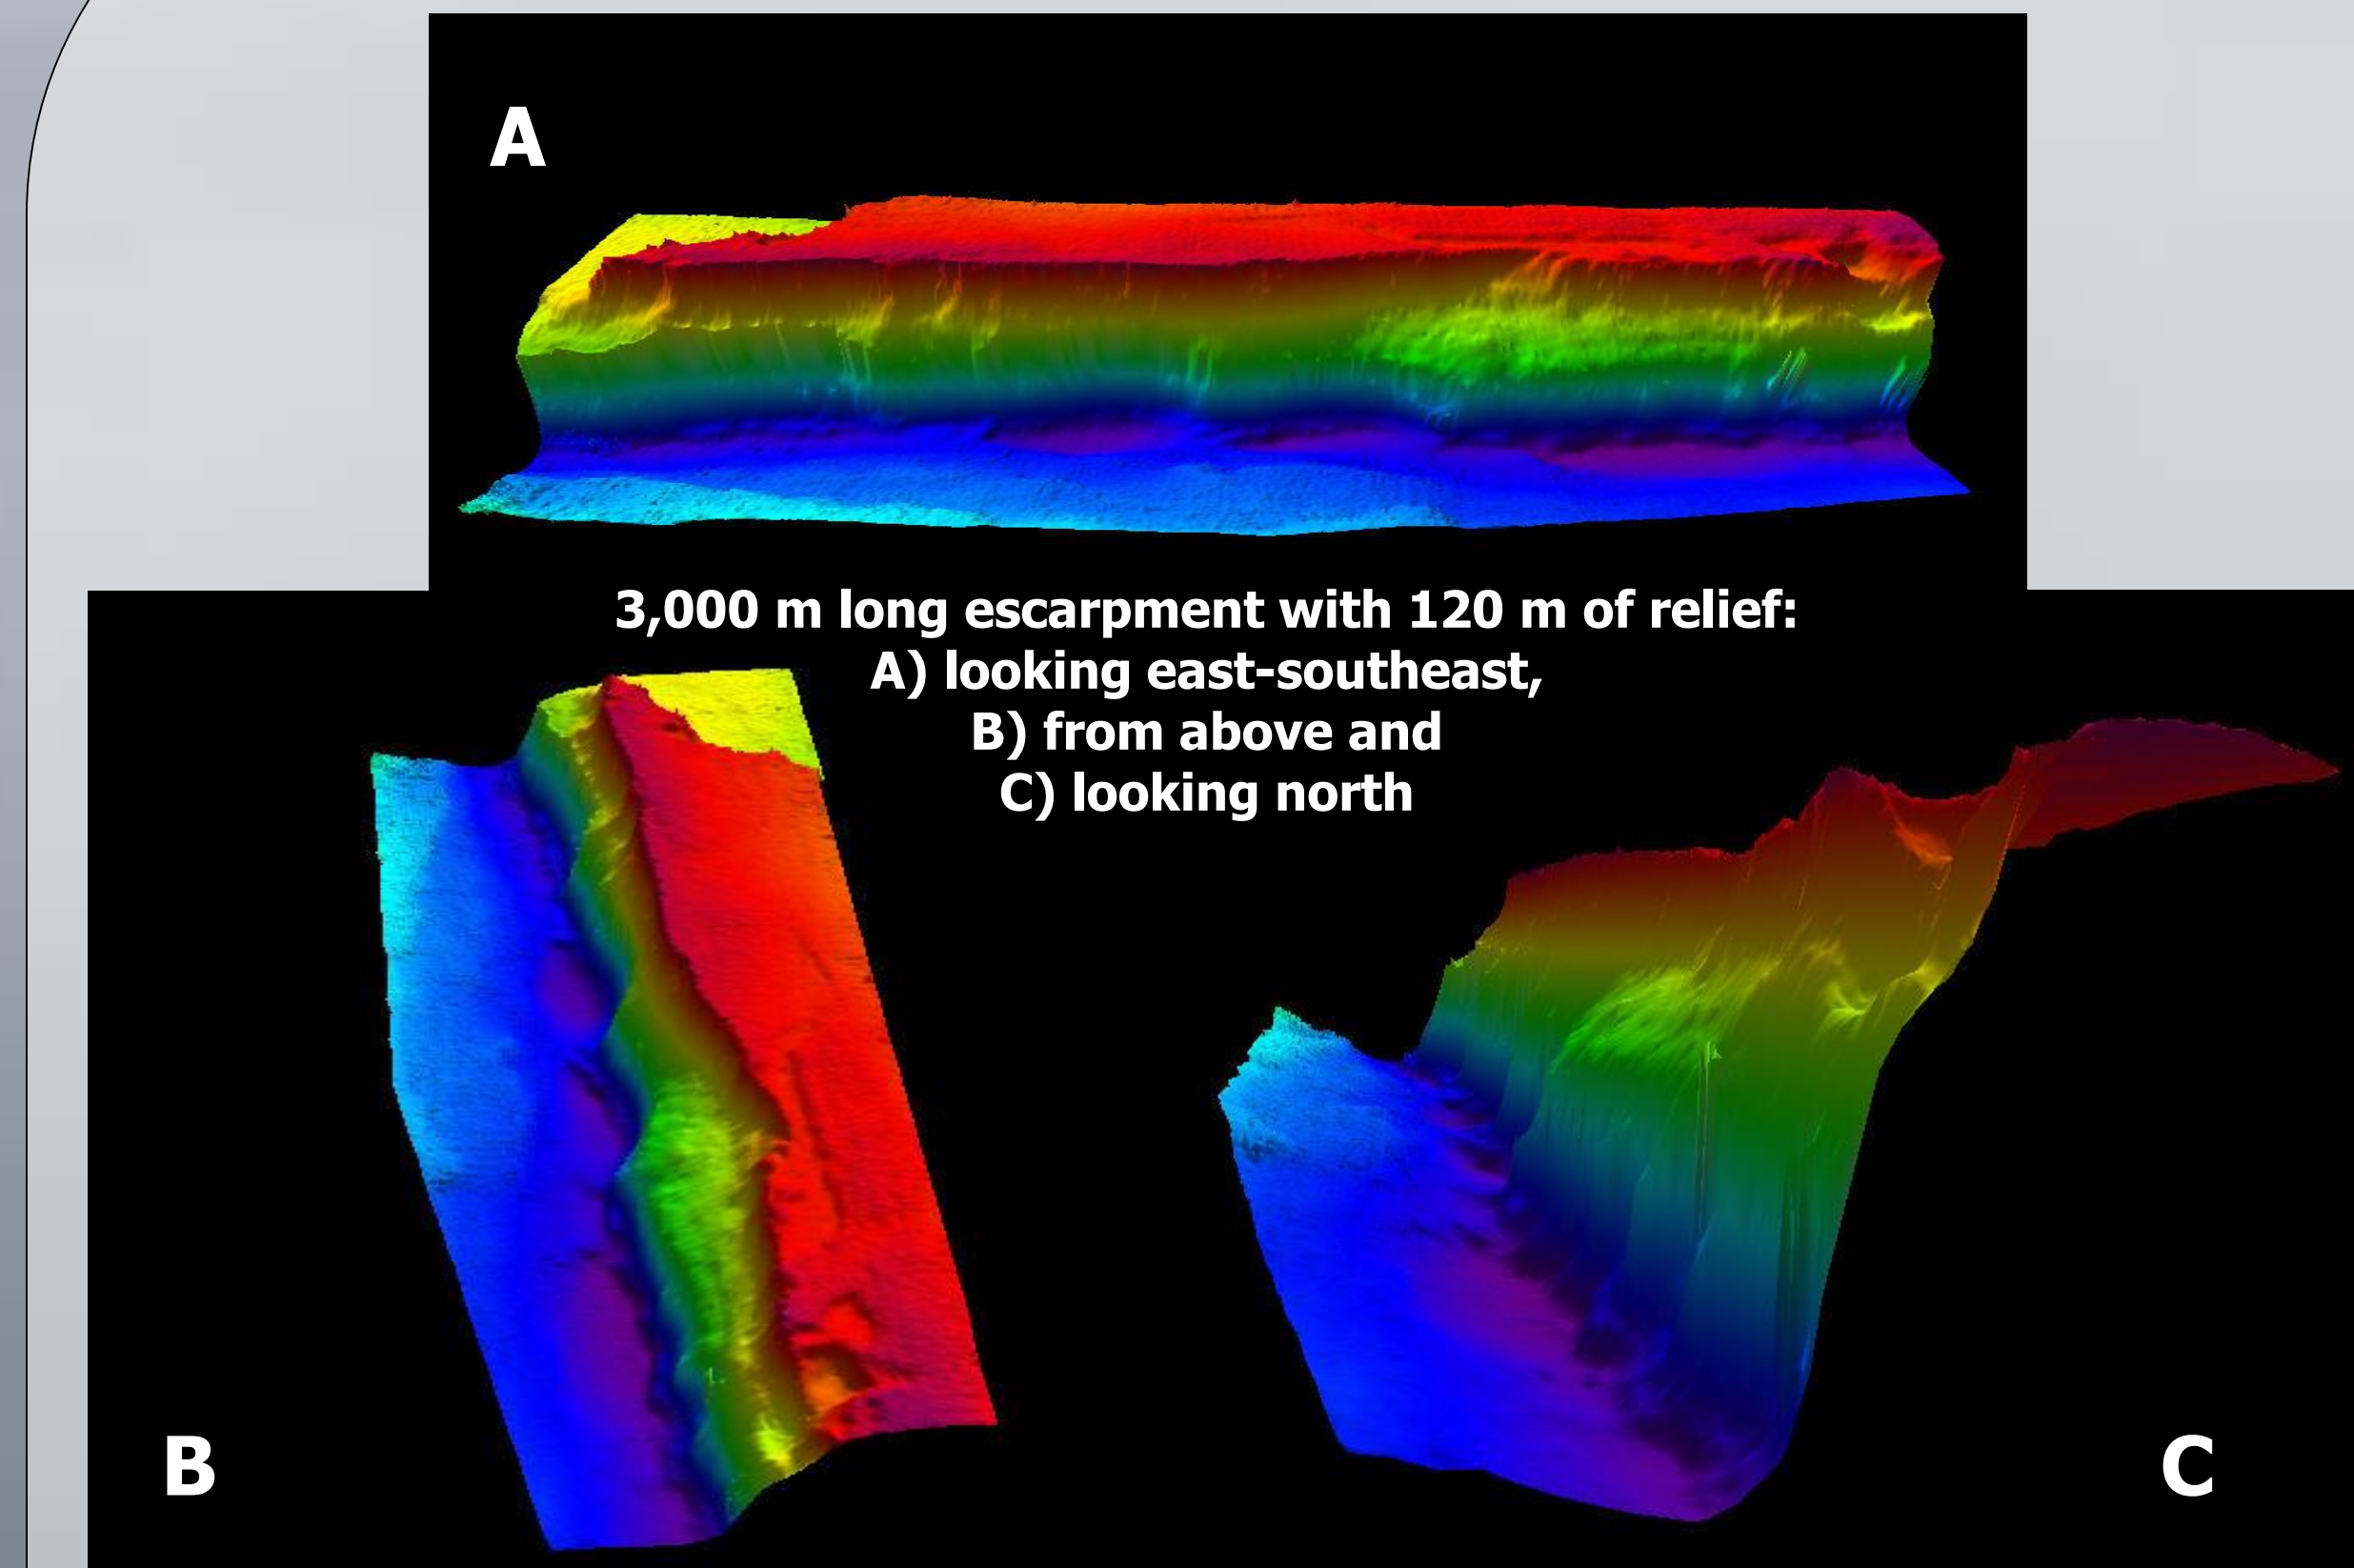 A
3,000 m long escarpment with 120 m of relief:
A) looking east-southeast,
B) from above and
C) looking north
B
C